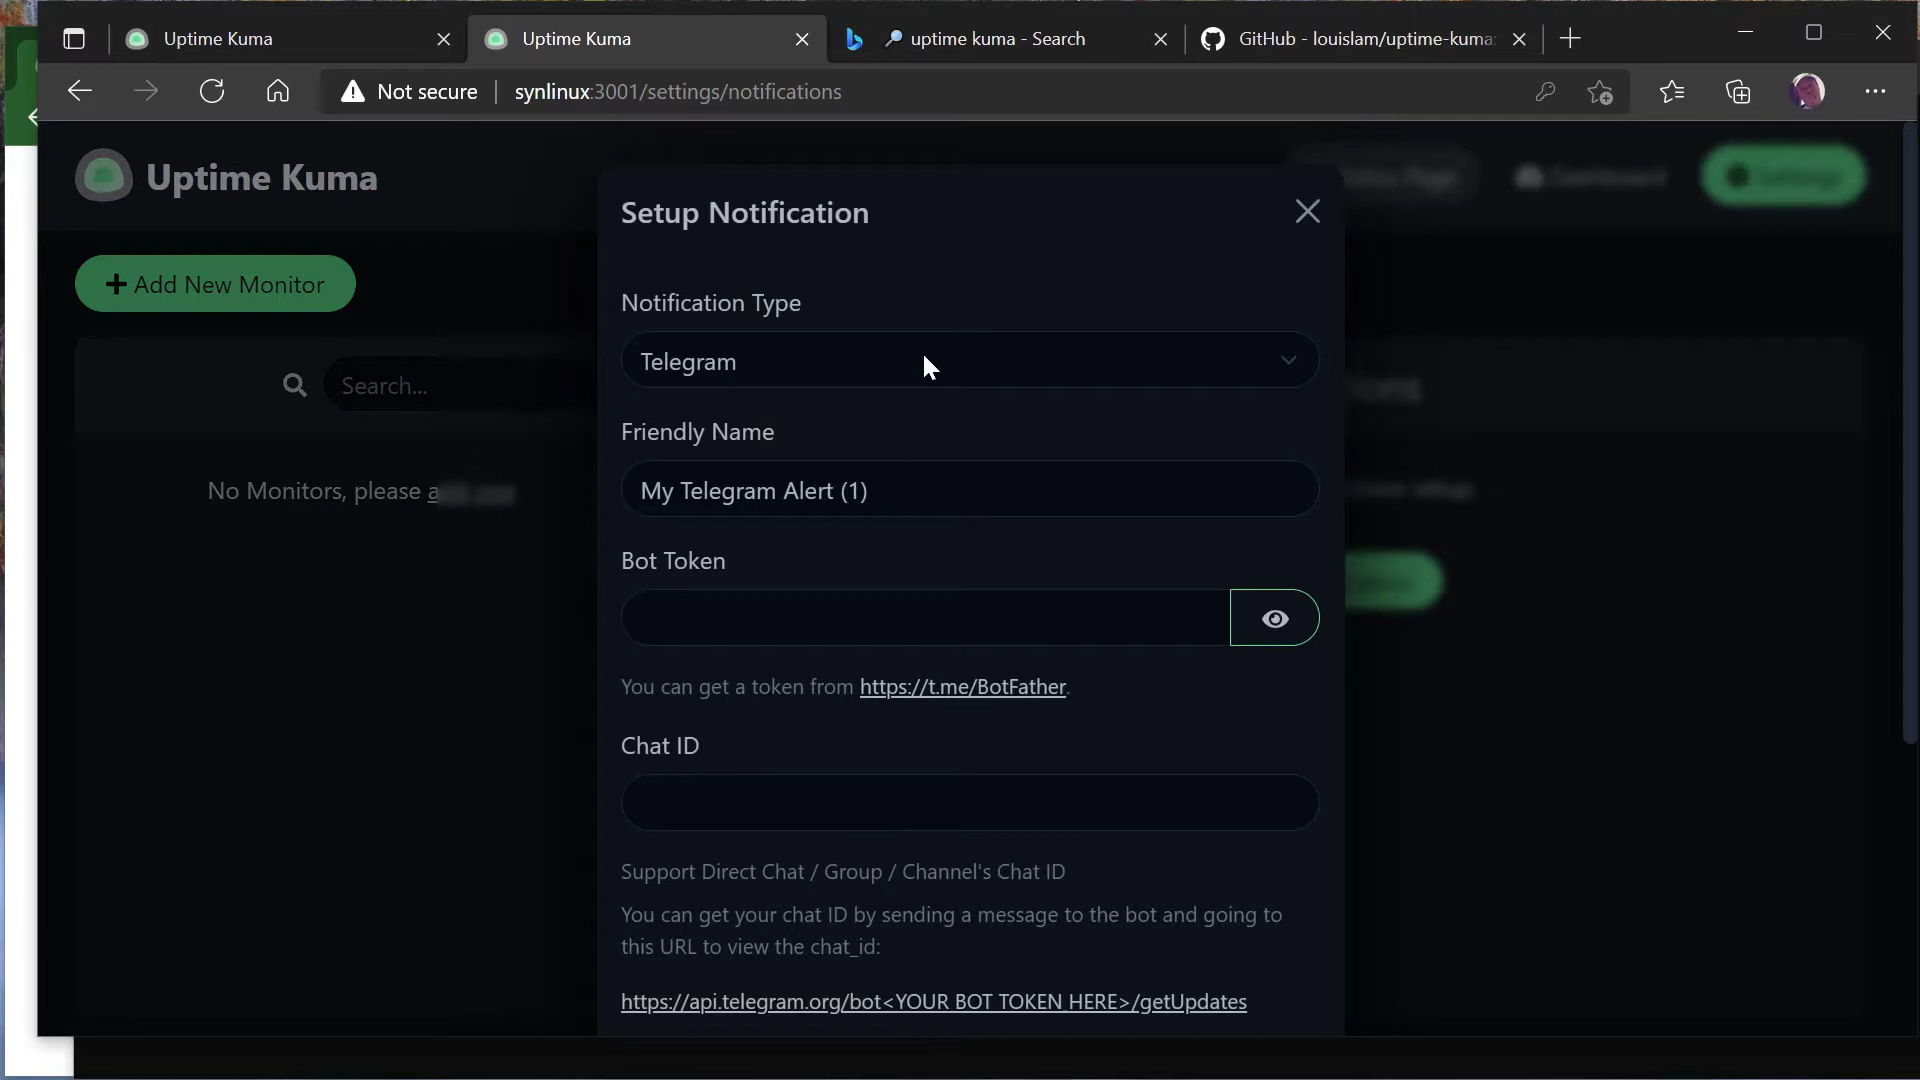 Uptime Kuma
Uptime Kuma
uptime kuma - Search
GitHub - louislam/uptime-kuma:
Not secure
synlinux:3001/settings/notifications
Uptime Kuma
Dashboard
Setup Notification
Add New Monitor
Notification Type
Telegram
Search...
Friendly Name
No Monitors, please add one
My Telegram Alert (1)
Bot Token
You can get a token from https://t.me/BotFather.
Chat ID
Support Direct Chat / Group / Channel's Chat ID
You can get your chat ID by sending a message to the bot and going to
this URL to view the chat_id:
https://api.telegram.org/bot<YOUR BOT TOKEN HERE>/getUpdates